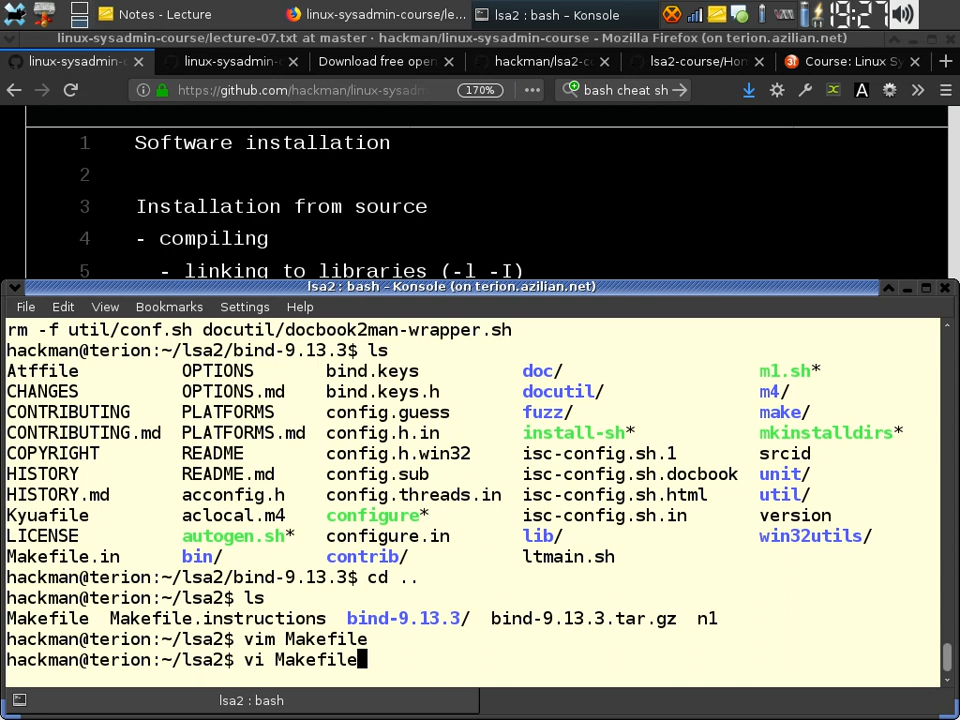 Notes - Lecture
linux-sysadmin-course/le...
lsa2 : bash – Konsole
19:27
linux-sysadmin-course/lecture-07.txt at master · hackman/linux-sysadmin-course - Mozilla Firefox (on terion.azilian.net)
linux-sysadmin-
linux-sysadmin-
Download free open
hackman/lsa2-co
lsa2-course/Hon
Course: Linux Sy
https://github.com/hackman/linux-sysadm
170%
bash cheat sh
1 Software installation
2
3 Installation from source
4 - compiling
5 - linking to libraries (-l -I)
lsa2 : bash – Konsole (on terion.azilian.net)
File Edit View Bookmarks Settings Help
rm -f util/conf.sh docutil/docbook2man-wrapper.sh
hackman@terion:~/lsa2/bind-9.13.3$ ls
Atffile OPTIONS bind.keys doc/ m1.sh*
CHANGES OPTIONS.md bind.keys.h docutil/ m4/
CONTRIBUTING PLATFORMS config.guess fuzz/ make/
CONTRIBUTING.md PLATFORMS.md config.h.in install-sh* mkinstalldirs*
COPYRIGHT README config.h.win32 isc-config.sh.1 srcid
HISTORY README.md config.sub isc-config.sh.docbook unit/
HISTORY.md acconfig.h config.threads.in isc-config.sh.html util/
Kyuafile aclocal.m4 configure* isc-config.sh.in version
LICENSE autogen.sh* configure.in lib/ win32utils/
Makefile.in bin/ contrib/ ltmain.sh
hackman@terion:~/lsa2/bind-9.13.3$ cd ..
hackman@terion:~/lsa2$ ls
Makefile Makefile.instructions bind-9.13.3/ bind-9.13.3.tar.gz n1
hackman@terion:~/lsa2$ vim Makefile
hackman@terion:~/lsa2$ vi Makefile
lsa2 : bash